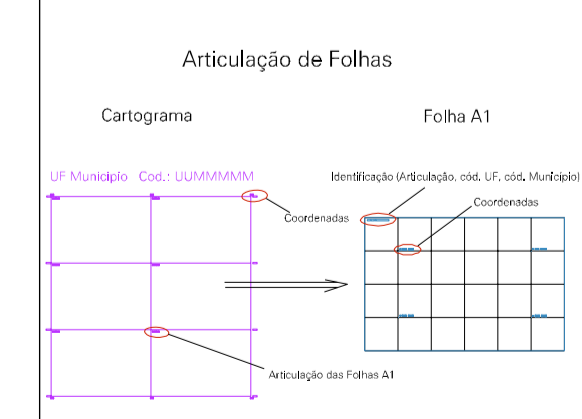 Articulação de Folhas
Cartograma
Folha A1
UF Município Cod.: UUMMMMM
Coordenadas
Identificação (Articulação, cód. UF, cód. Município)
Coordenadas
Articulação das Folhas A1